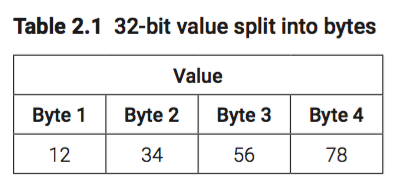 Table 2.1 32-bit value split into bytes
Value
Byte 1 Byte 2 Byte 3 Byte 4
12 34 56 78